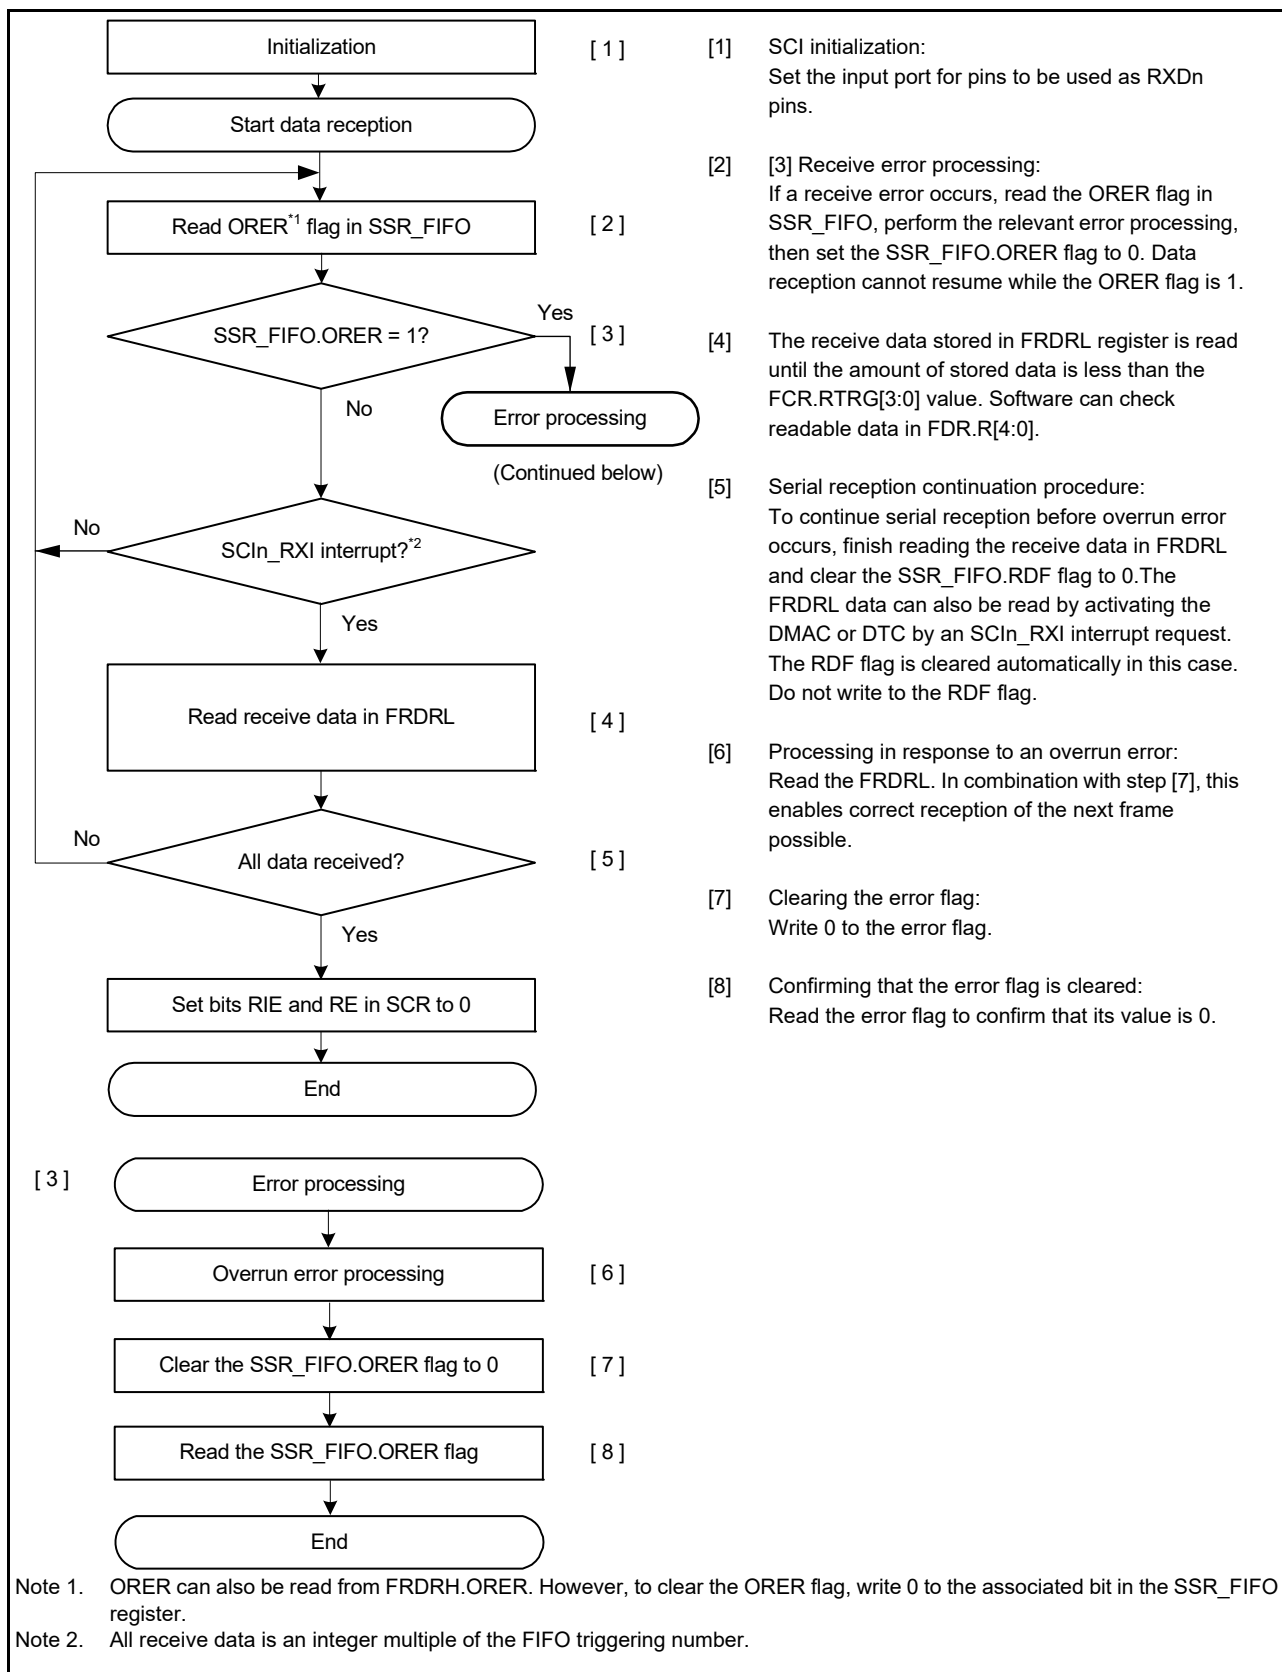 Initialization
[ 1 ]
Start data reception
Read ORER*1 flag in SSR_FIFO
[ 2 ]
SSR_FIFO.ORER = 1?
Yes
[ 3 ]
No
Error processing
(Continued below)
No
SCIn_RXI interrupt?*2
Yes
Read receive data in FRDRL
[ 4 ]
No
All data received?
[ 5 ]
Yes
Set bits RIE and RE in SCR to 0
End
[1] SCI initialization:
Set the input port for pins to be used as RXDn
pins.
[2] [3] Receive error processing:
If a receive error occurs, read the ORER flag in
SSR_FIFO, perform the relevant error processing,
then set the SSR_FIFO.ORER flag to 0. Data
reception cannot resume while the ORER flag is 1.
[4] The receive data stored in FRDRL register is read
until the amount of stored data is less than the
FCR.RTRG[3:0] value. Software can check
readable data in FDR.R[4:0].
[5] Serial reception continuation procedure:
To continue serial reception before overrun error
occurs, finish reading the receive data in FRDRL
and clear the SSR_FIFO.RDF flag to 0.The
FRDRL data can also be read by activating the
DMAC or DTC by an SCIn_RXI interrupt request.
The RDF flag is cleared automatically in this case.
Do not write to the RDF flag.
[6] Processing in response to an overrun error:
Read the FRDRL. In combination with step [7], this
enables correct reception of the next frame
possible.
[7] Clearing the error flag:
Write 0 to the error flag.
[8] Confirming that the error flag is cleared:
Read the error flag to confirm that its value is 0.
[ 3 ]
Error processing
Overrun error processing
[ 6 ]
Clear the SSR_FIFO.ORER flag to 0
[ 7 ]
Read the SSR_FIFO.ORER flag
[ 8 ]
End
Note 1. ORER can also be read from FRDRH.ORER. However, to clear the ORER flag, write 0 to the associated bit in the SSR_FIFO
register.
Note 2. All receive data is an integer multiple of the FIFO triggering number.